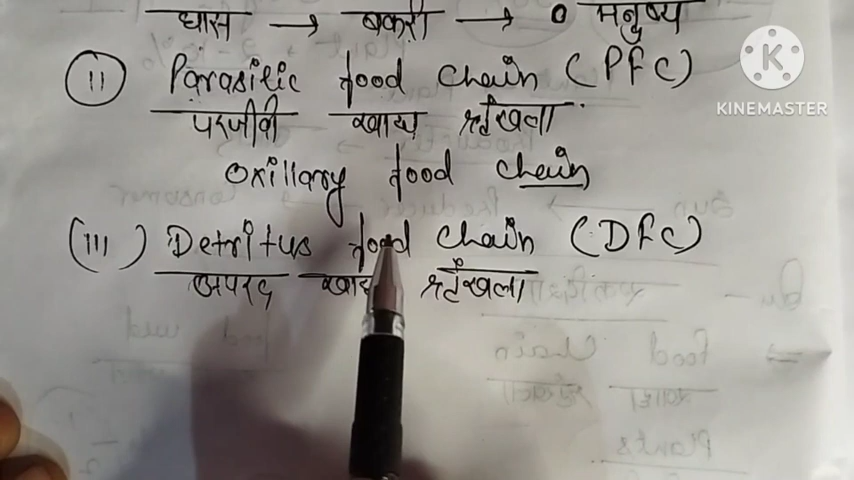 घास → बकरी → मनुष्य
(II) Parasitic food Chain (PFC)
परजीवी खाद्य श्रृंखला
Oxillary food chain
(III) Detritus food Chain (DFC)
अपरद खाद्य श्रृंखला
K
KINEMASTER